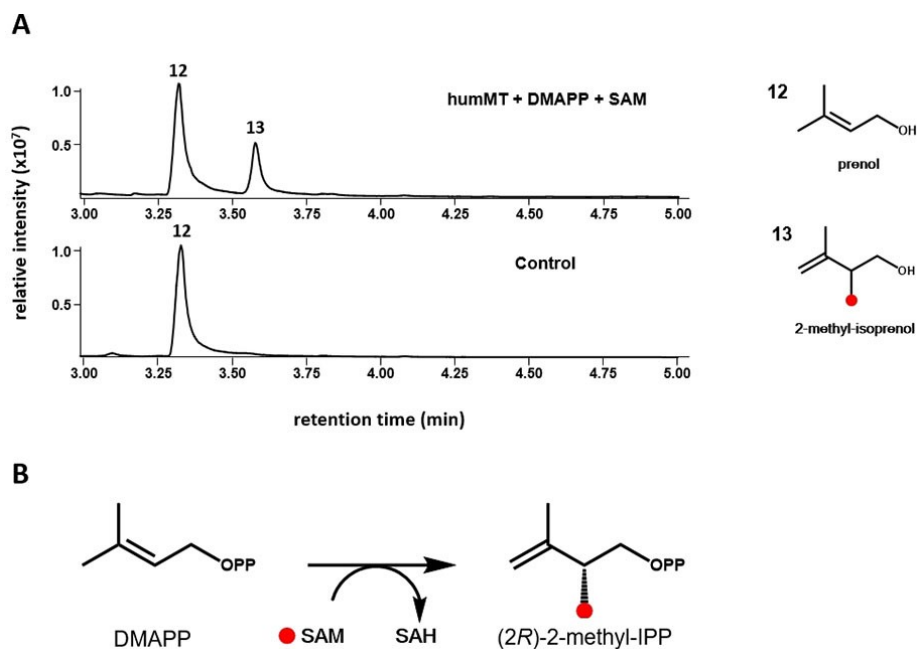 A
relative intensity (x10⁷)
12
13
humMT + DMAPP + SAM
1.0
0.5
3.00 3.25 3.50 3.75 4.00 4.25 4.50 4.75 5.00
12
Control
1.0
0.5
3.00 3.25 3.50 3.75 4.00 4.25 4.50 4.75 5.00
retention time (min)
12
OH
prenol
13
OH
2-methyl-isoprenol
B
OPP
DMAPP
SAM SAH
OPP
(2R)-2-methyl-IPP